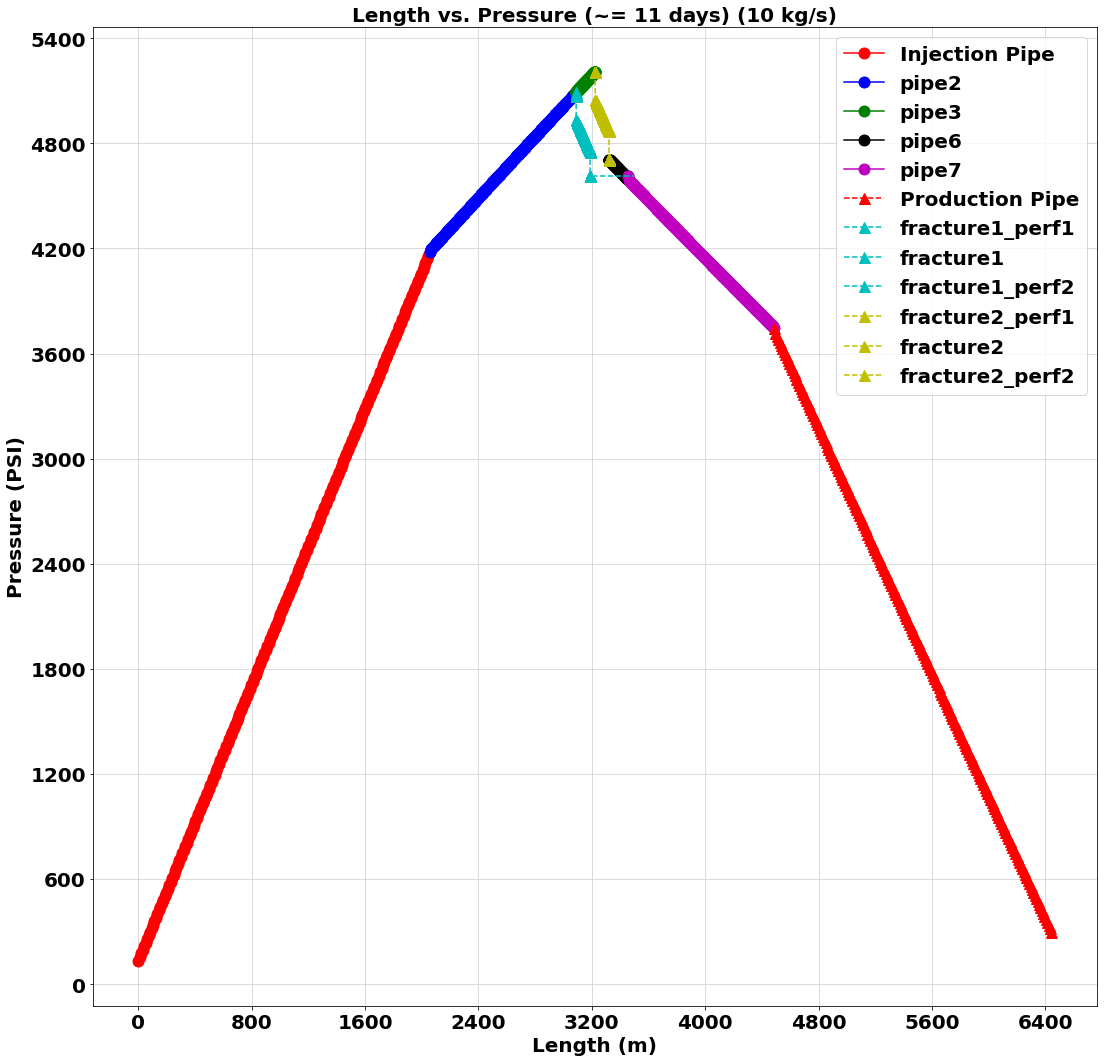 Length vs. Pressure (~= 11 days) (10 kg/s)
5400
4800
4200
3600
3000
2400
1800
1200
600
0
Pressure (PSI)
Injection Pipe
pipe2
pipe3
pipe6
pipe7
Production Pipe
fracture1_perf1
fracture1
fracture1_perf2
fracture2_perf1
fracture2
fracture2_perf2
0 800 1600 2400 3200 4000 4800 5600 6400
Length (m)